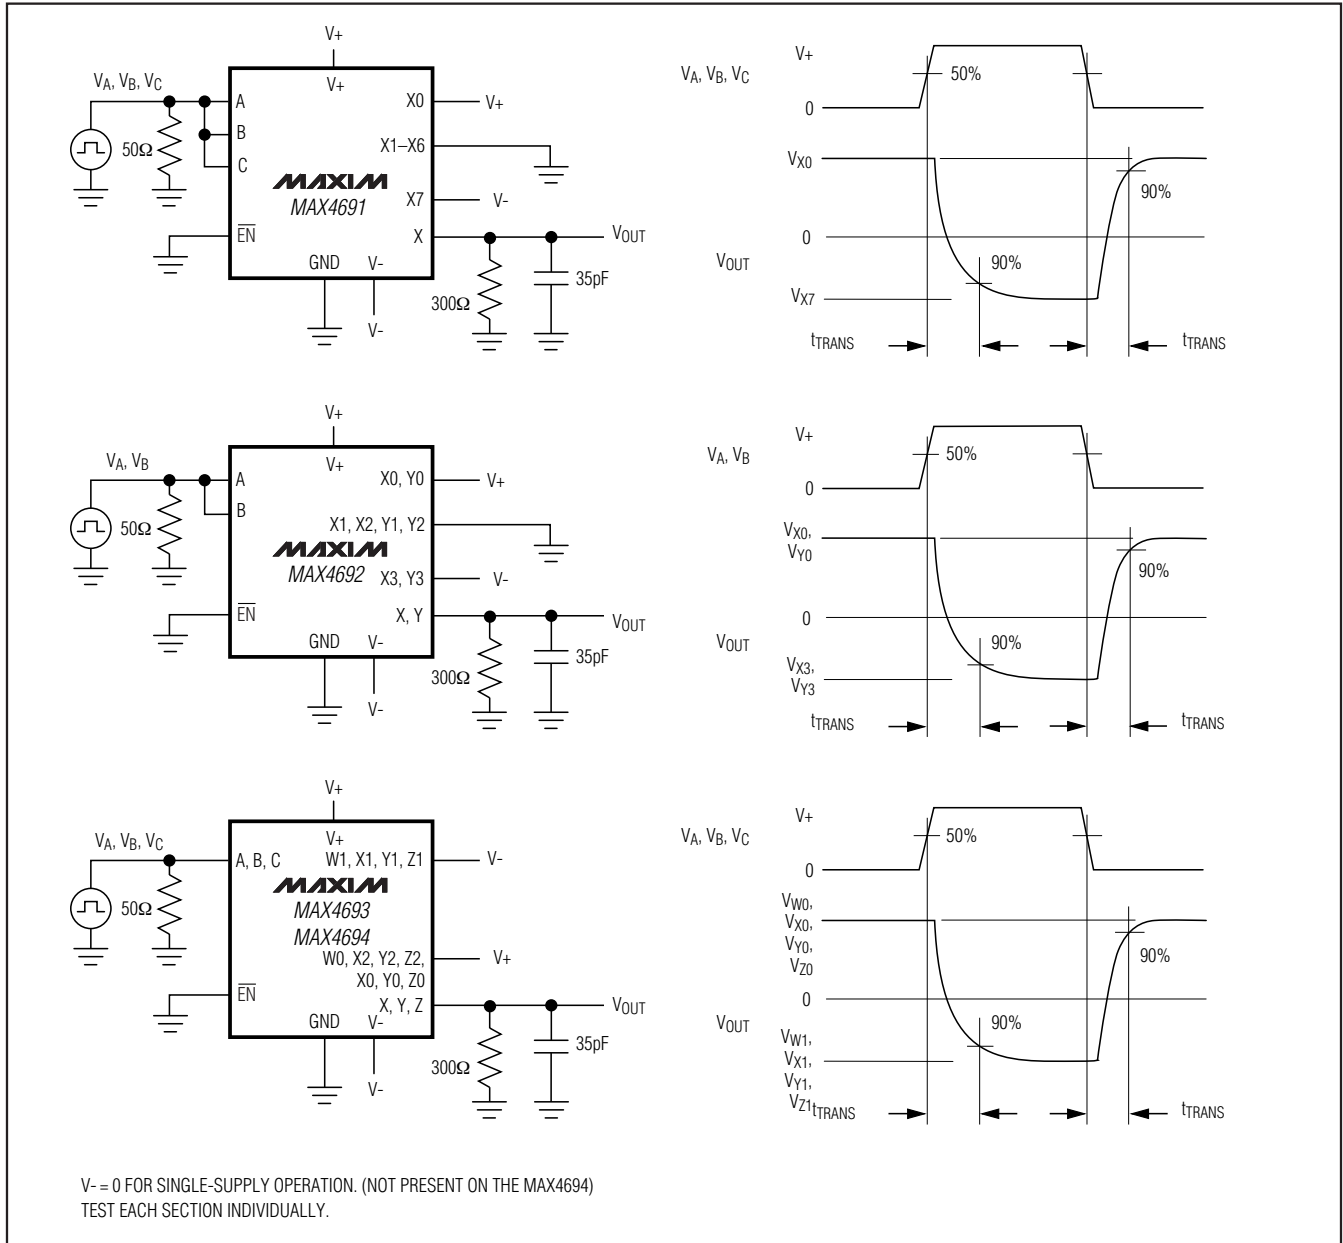 V+
V+
VA, VB, VC
50Ω
A
B
C
EN
X0
V+
X1–X6
MAXIM
MAX4691
X7
V-
X
VOUT
GND
V-
300Ω
35pF
V-
V+
VA, VB, VC
50%
0
VX0
90%
0
VOUT
90%
VX7
tTRANS
tTRANS
V+
V+
VA, VB
50Ω
A
B
EN
X0, Y0
V+
X1, X2, Y1, Y2
MAXIM
MAX4692
X3, Y3
V-
X, Y
VOUT
GND
V-
300Ω
35pF
V-
V+
VA, VB
50%
0
VX0,
VY0
90%
0
VOUT
90%
VX3,
VY3
tTRANS
tTRANS
V+
V+
VA, VB, VC
50Ω
A, B, C
EN
W1, X1, Y1, Z1
V-
MAXIM
MAX4693
MAX4694
W0, X2, Y2, Z2,
V+
X0, Y0, Z0
X, Y, Z
VOUT
GND
V-
300Ω
35pF
V-
V+
VA, VB, VC
50%
0
VW0,
VX0,
VY0,
VZ0
90%
0
VOUT
90%
VW1,
VX1,
VY1,
VZ1
tTRANS
tTRANS
V- = 0 FOR SINGLE-SUPPLY OPERATION. (NOT PRESENT ON THE MAX4694)
TEST EACH SECTION INDIVIDUALLY.